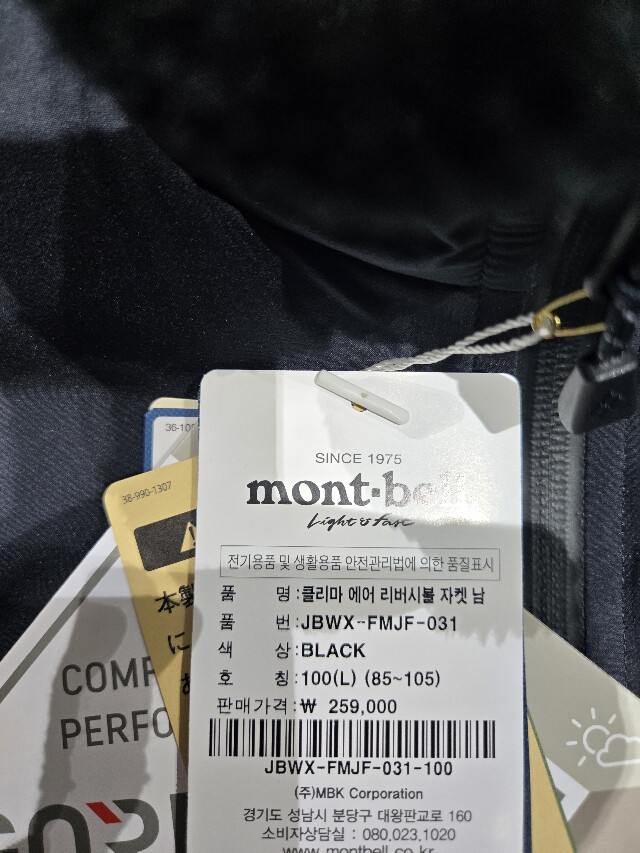 36-10
38-990-1307
本製
に
SINCE 1975
mont-bell
Light & Fast
전기용품 및 생활용품 안전관리법에 의한 품질표시
품 명 : 클리마 에어 리버시블 자켓 남
품 번 : JBWX-FMJF-031
색 상 : BLACK
호 칭 : 100(L) (85~105)
판매가격 : ₩ 259,000
JBWX-FMJF-031-100
(주)MBK Corporation
경기도 성남시 분당구 대왕판교로 160
소비자상담실 : 080.023.1020
www.montbell.co.kr
COMF
PERFO